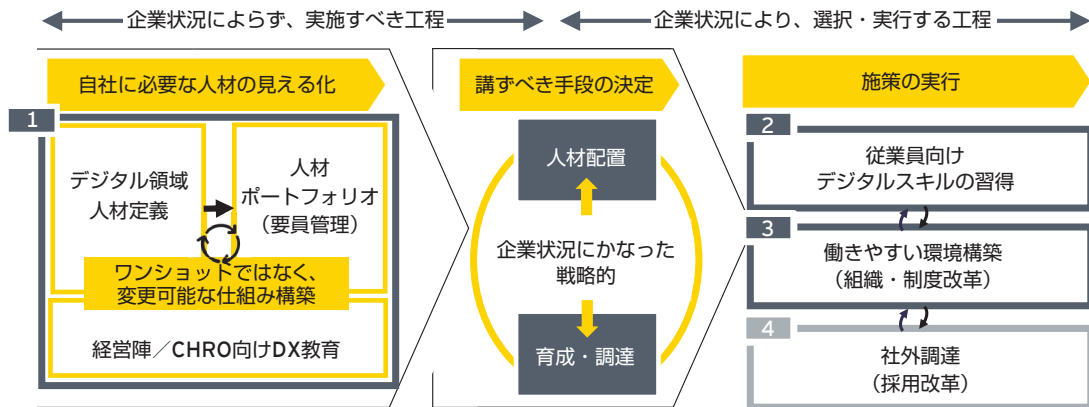 企業状況によらず、実施すべき工程
企業状況により、選択・実行する工程
自社に必要な人材の見える化
講ずべき手段の決定
施策の実行
1
デジタル領域
人材定義
人材
ポートフォリオ
（要員管理）
ワンショットではなく、
変更可能な仕組み構築
経営陣／CHRO向けDX教育
人材配置
企業状況にかなった
戦略的
育成・調達
2
従業員向け
デジタルスキルの習得
3
働きやすい環境構築
（組織・制度改革）
4
社外調達
（採用改革）